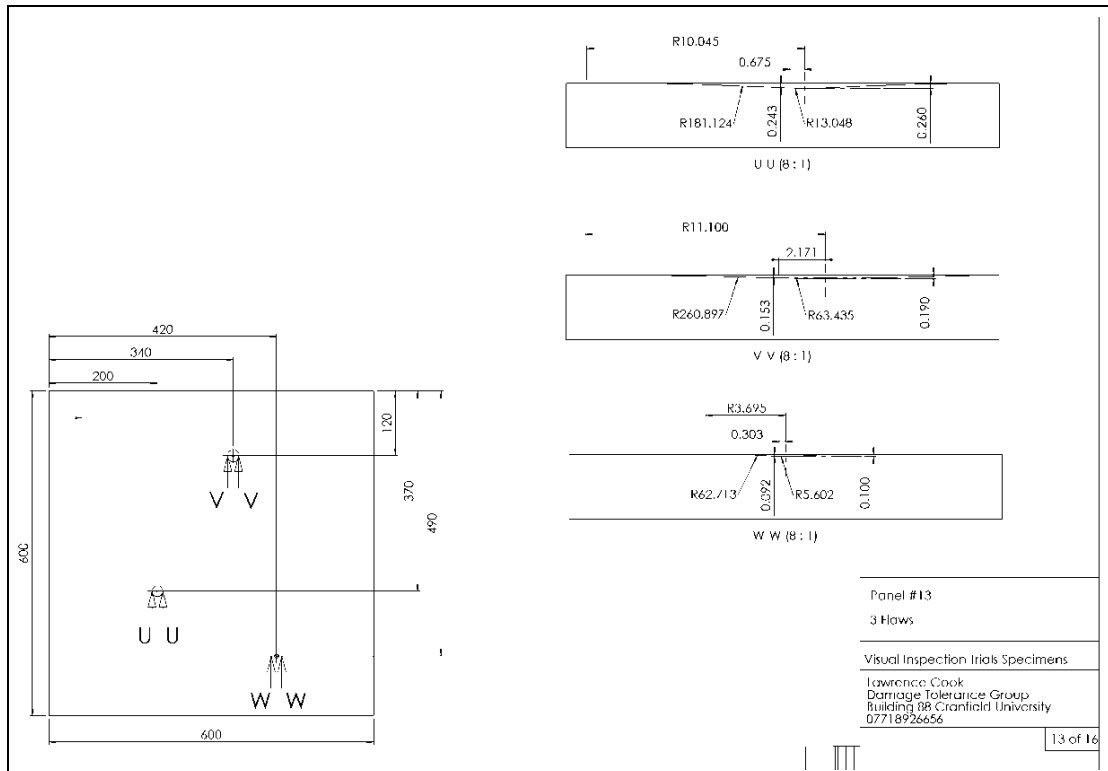 R10.045
0.675
R181.124
0.243
R13.048
0.260
U U (8 : 1)
R11.100
2.171
R260.897
0.153
R63.435
0.190
V V (8 : 1)
R3.695
0.303
R62.713
0.092
R5.602
0.100
W W (8 : 1)
420
340
200
120
370
490
600
V V
U U
W W
600
Panel #13
3 Flaws
Visual Inspection Trials Specimens
Lawrence Cook
Damage Tolerance Group
Building 88 Cranfield University
07718926656
13 of 16